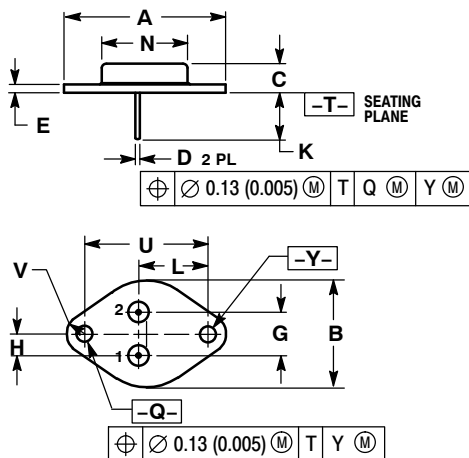 A
N
C
E
–T–
SEATING
PLANE
D 2 PL
K
⌖ ∅ 0.13 (0.005) Ⓜ T Q Ⓜ Y Ⓜ
U
L
V
–Y–
2
H
G
B
1
–Q–
⌖ ∅ 0.13 (0.005) Ⓜ T Y Ⓜ